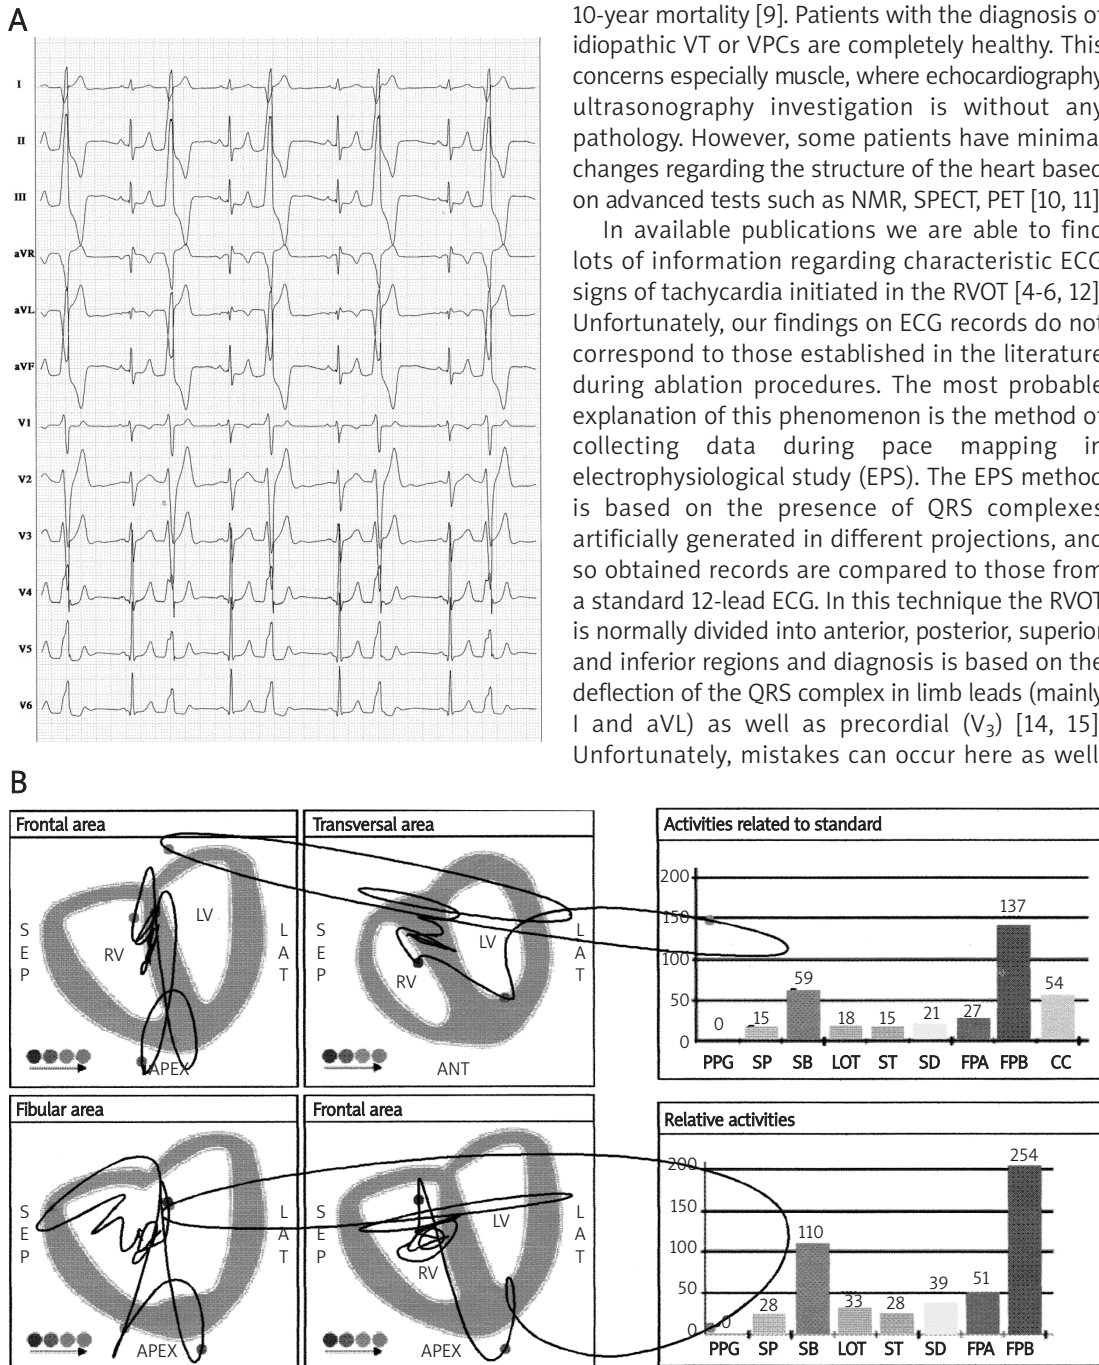 A
I
II
III
aVR
aVL
aVF
V1
V2
V3
V4
V5
V6
10-year mortality [9]. Patients with the diagnosis of
idiopathic VT or VPCs are completely healthy. This
concerns especially muscle, where echocardiography
ultrasonography investigation is without any
pathology. However, some patients have minima
changes regarding the structure of the heart based
on advanced tests such as NMR, SPECT, PET [10, 11]
In available publications we are able to find
lots of information regarding characteristic ECG
signs of tachycardia initiated in the RVOT [4-6, 12]
Unfortunately, our findings on ECG records do not
correspond to those established in the literature
during ablation procedures. The most probable
explanation of this phenomenon is the method of
collecting data during pace mapping in
electrophysiological study (EPS). The EPS method
is based on the presence of QRS complexes
artificially generated in different projections, and
so obtained records are compared to those from
a standard 12-lead ECG. In this technique the RVOT
is normally divided into anterior, posterior, superior
and inferior regions and diagnosis is based on the
deflection of the QRS complex in limb leads (mainly
I and aVL) as well as precordial (V₃) [14, 15]
Unfortunately, mistakes can occur here as well
B
Frontal area
SEP
RV
LV
LAT
APEX
Transversal area
SEP
RV
LV
LAT
ANT
Activities related to standard
200
150
100
50
0
0 15 59 18 15 21 27 137 54
PPG SP SB LOT ST SD FPA FPB CC
Fibular area
SEP
LAT
APEX
Frontal area
SEP
RV
LV
LAT
APEX
Relative activities
200
150
100
50
0
0 28 110 33 28 39 51 254
PPG SP SB LOT ST SD FPA FPB